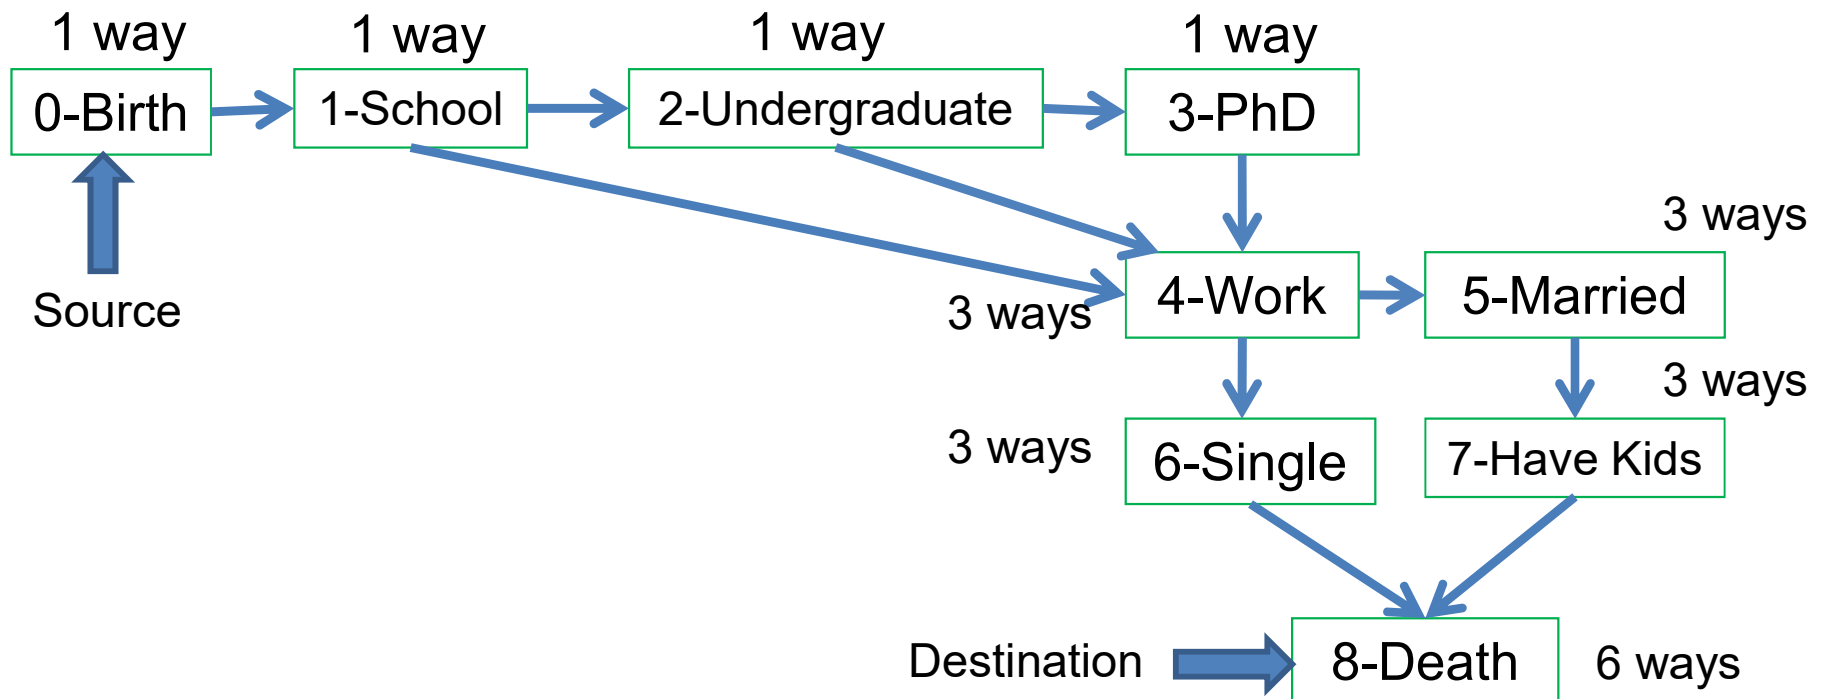 1 way
1 way
1 way
1 way
0-Birth
1-School
2-Undergraduate
3-PhD
3 ways
Source
3 ways
4-Work
5-Married
3 ways
3 ways
6-Single
7-Have Kids
Destination
8-Death
6 ways